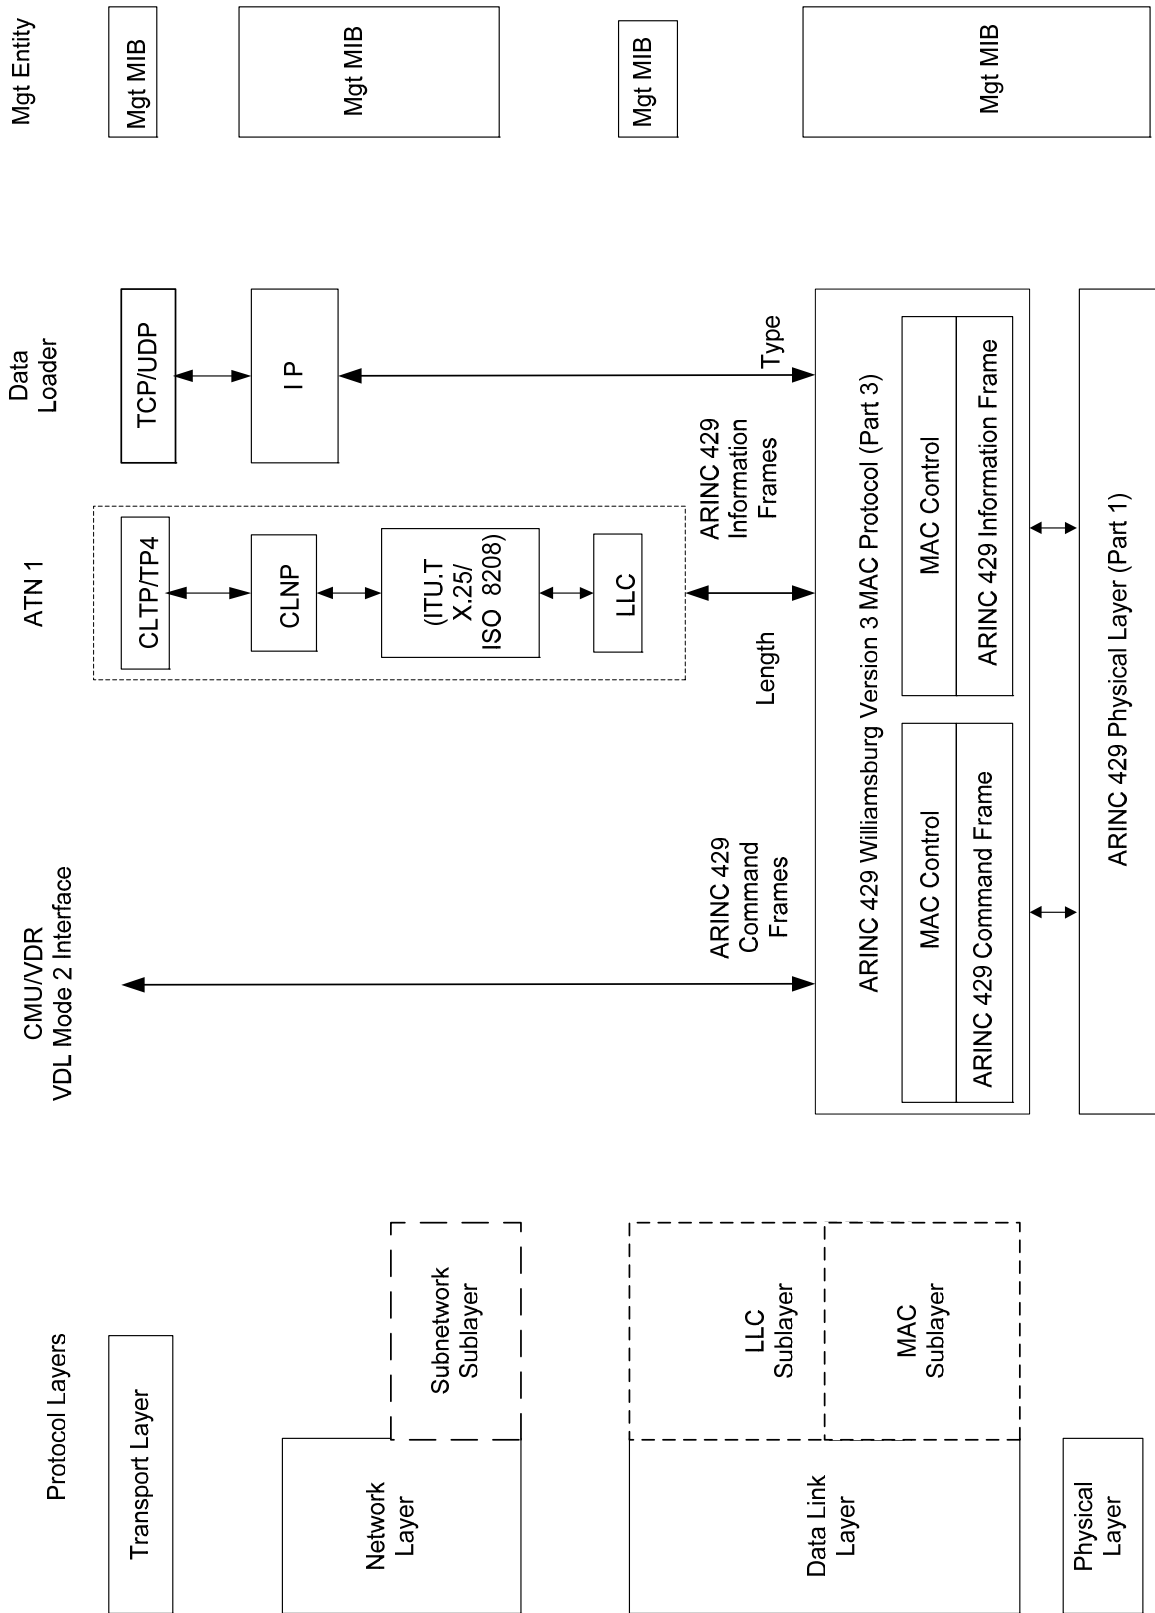 Protocol Layers
CMU/VDR
VDL Mode 2 Interface
ATN 1
Data
Loader
Mgt Entity
Transport Layer
CLTP/TP4
TCP/UDP
Mgt MIB
Network
Layer
Subnetwork
Sublayer
CLNP
(ITU.T
X.25/
ISO 8208)
I P
Mgt MIB
Data Link
Layer
LLC
Sublayer
MAC
Sublayer
LLC
Mgt MIB
ARINC 429
Command
Frames
Length
ARINC 429
Information
Frames
Type
ARINC 429 Williamsburg Version 3 MAC Protocol (Part 3)
MAC Control
ARINC 429 Command Frame
MAC Control
ARINC 429 Information Frame
Mgt MIB
Physical
Layer
ARINC 429 Physical Layer (Part 1)